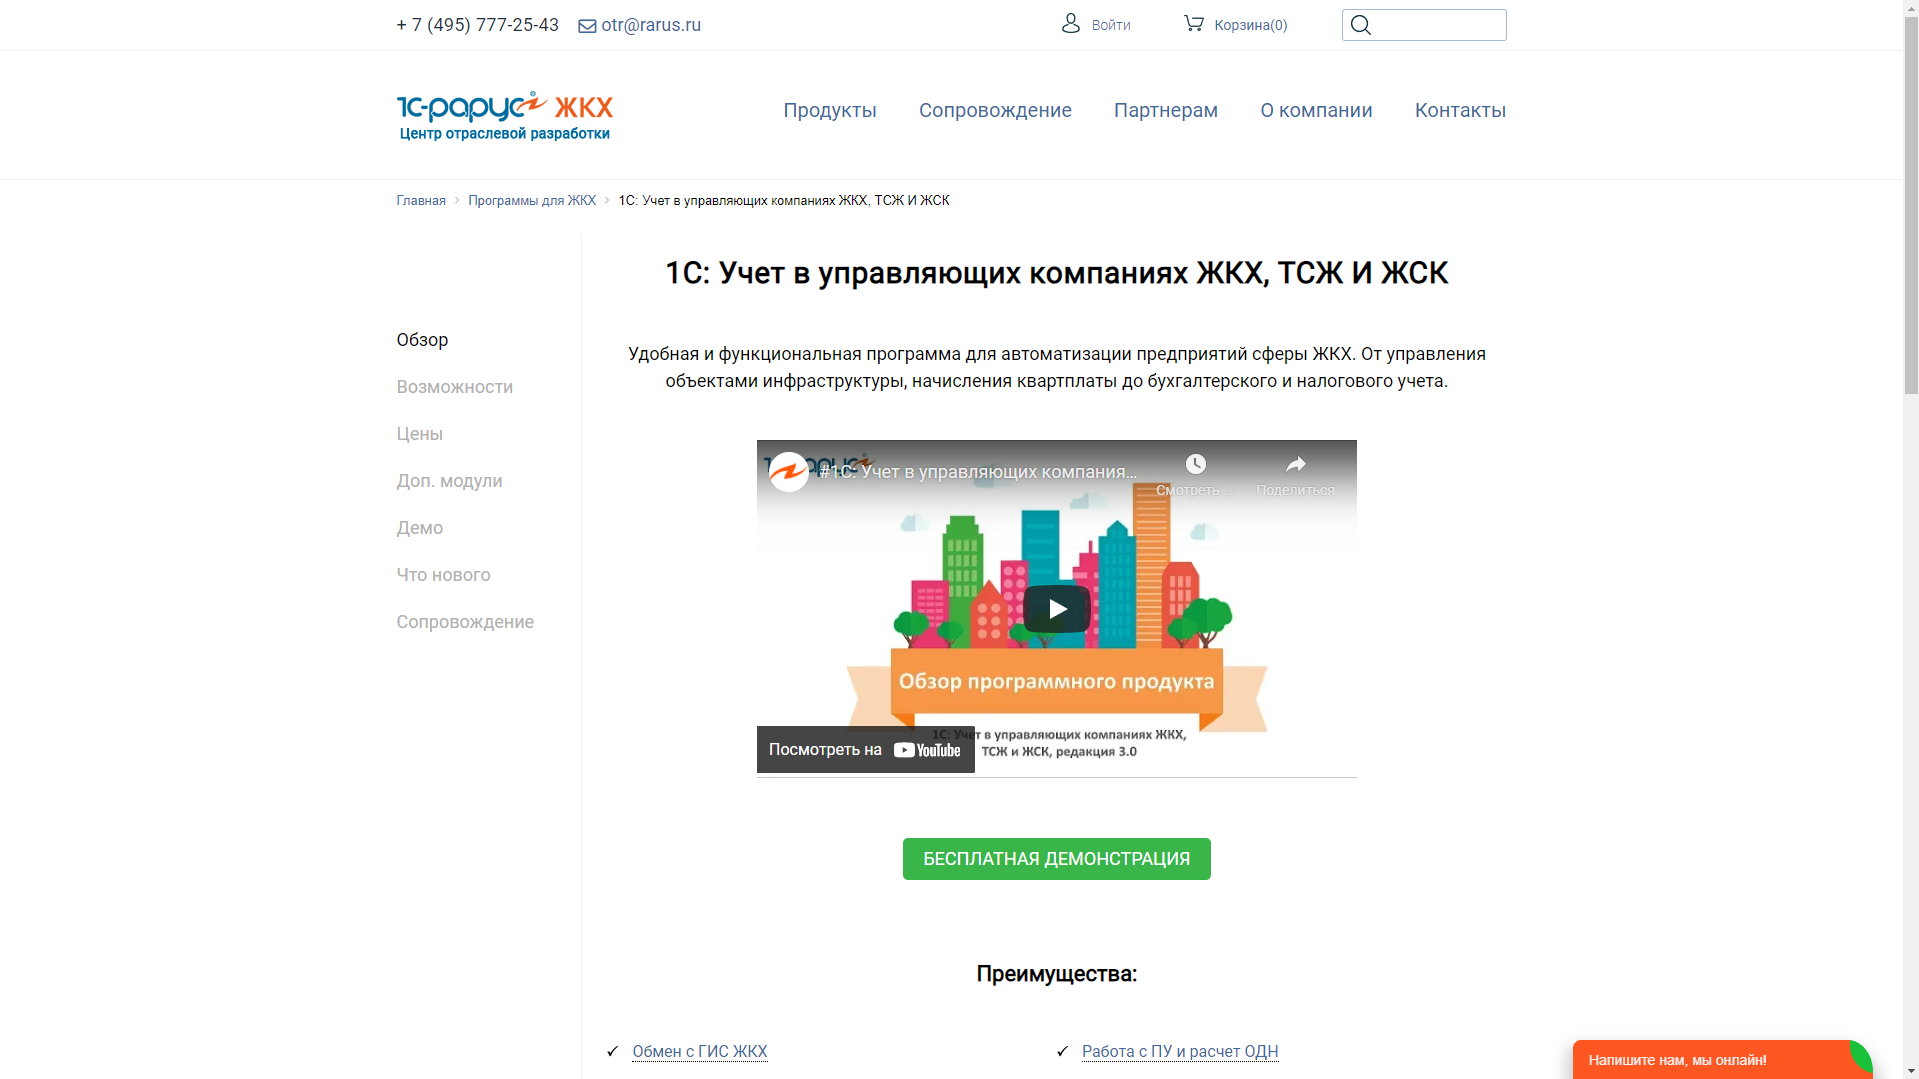 + 7 (495) 777-25-43
otr@rarus.ru
Войти
Корзина(0)
1С-рарус® ЖКХ
Центр отраслевой разработки
Продукты
Сопровождение
Партнерам
О компании
Контакты
Главная > Программы для ЖКХ > 1С: Учет в управляющих компаниях ЖКХ, ТСЖ И ЖСК
1С: Учет в управляющих компаниях ЖКХ, ТСЖ И ЖСК
Обзор
Возможности
Цены
Доп. модули
Демо
Что нового
Сопровождение
Удобная и функциональная программа для автоматизации предприятий сферы ЖКХ. От управления
объектами инфраструктуры, начисления квартплаты до бухгалтерского и налогового учета.
1С-рарус
#1С: Учет в управляющих компания...
Смотреть ...
Поделиться
Обзор программного продукта
1С: Учет в управляющих компаниях ЖКХ,
ТСЖ и ЖСК, редакция 3.0
Посмотреть на YouTube
БЕСПЛАТНАЯ ДЕМОНСТРАЦИЯ
Преимущества:
Обмен с ГИС ЖКХ
Работа с ПУ и расчет ОДН
Напишите нам, мы онлайн!